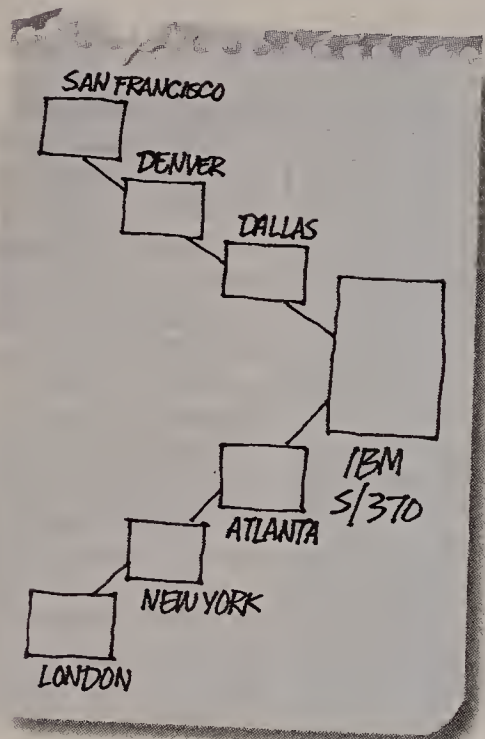 SAN FRANCISCO
DENVER
DALLAS
IBM
S/370
ATLANTA
NEW YORK
LONDON